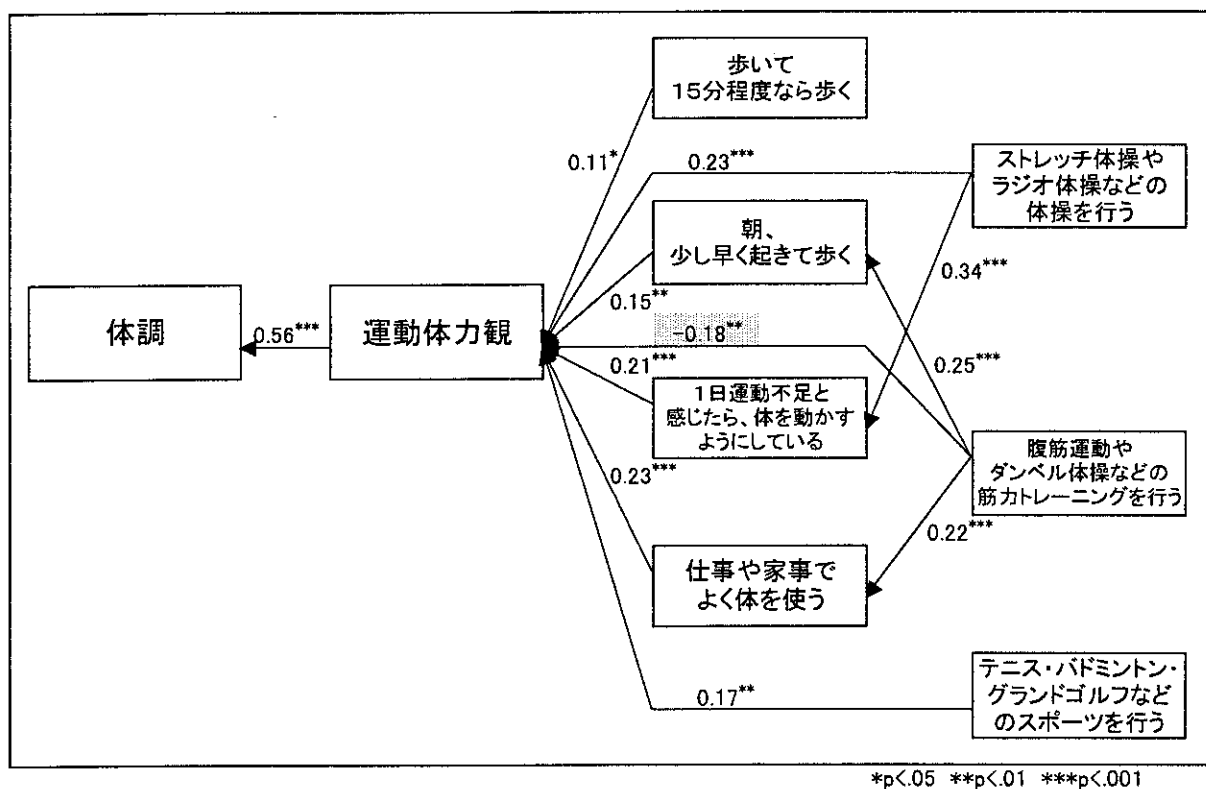 歩いて
15分程度なら歩く
0.11*
0.23***
ストレッチ体操や
ラジオ体操などの
体操を行う
朝、
少し早く起きて歩く
0.34***
0.15**
体調
0.56***
運動体力観
-0.18**
0.21***
0.25***
1日運動不足と
感じたら、体を動かす
ようにしている
腹筋運動や
ダンベル体操などの
筋力トレーニングを行う
0.23***
0.22***
仕事や家事で
よく体を使う
テニス・バドミントン・
グランドゴルフなど
のスポーツを行う
0.17**
*p<.05 **p<.01 ***p<.001